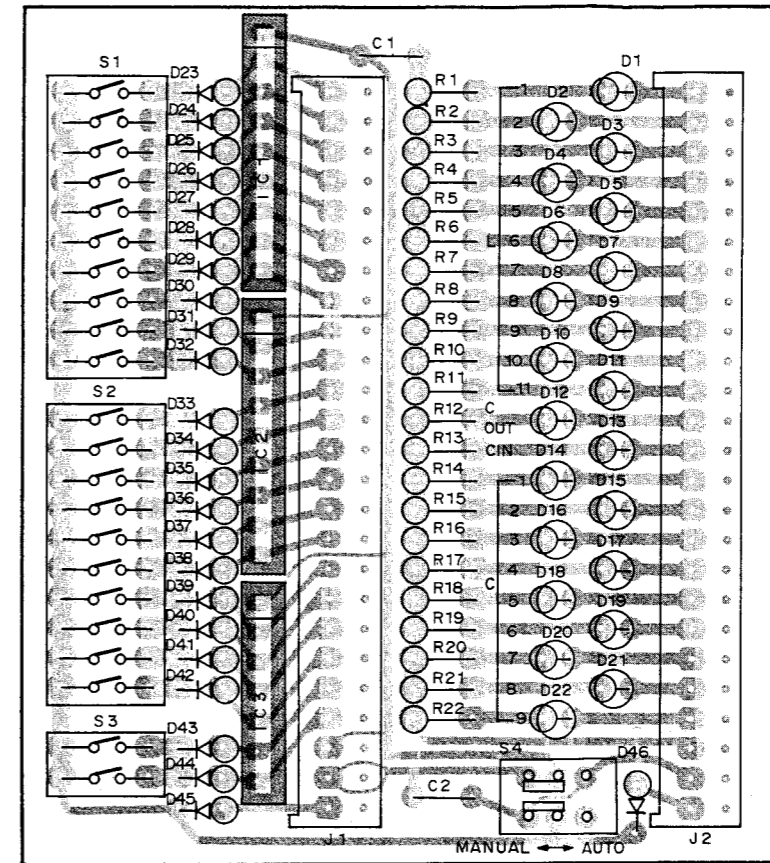 S1
S2
S3
D23
D24
D25
D26
D27
D28
D29
D30
D31
D32
D33
D34
D35
D36
D37
D38
D39
D40
D41
D42
D43
D44
D45
IC1
IC2
IC3
C1
J1
R1
R2
R3
R4
R5
R6
R7
R8
R9
R10
R11
R12
R13
R14
R15
R16
R17
R18
R19
R20
R21
R22
1
2
3
4
5
L 6
7
8
9
10
11
C
OUT
CIN
1
2
3
4
C
5
6
7
8
9
D1
D2
D3
D4
D5
D6
D7
D8
D9
D10
D11
D12
D13
D14
D15
D16
D17
D18
D19
D20
D21
D22
C2
S4
D46
J2
MANUAL ↔ AUTO